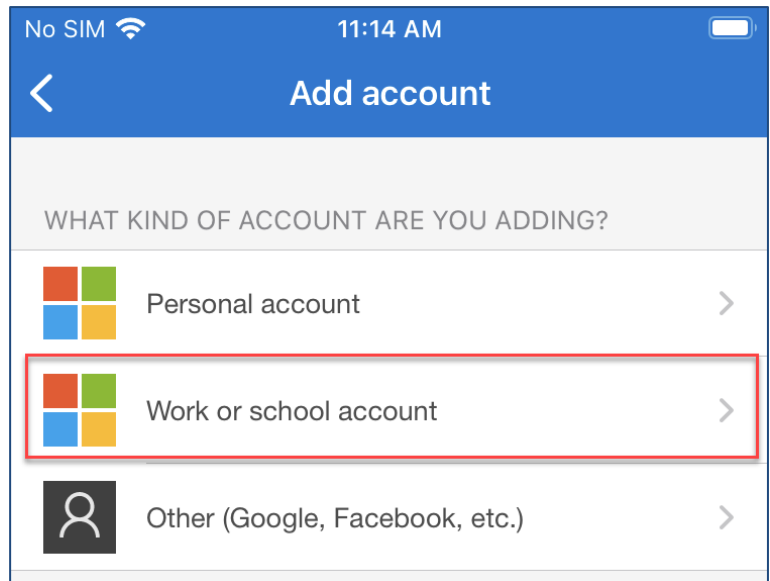 No SIM 11:14 AM
Add account
WHAT KIND OF ACCOUNT ARE YOU ADDING?
Personal account
Work or school account
Other (Google, Facebook, etc.)